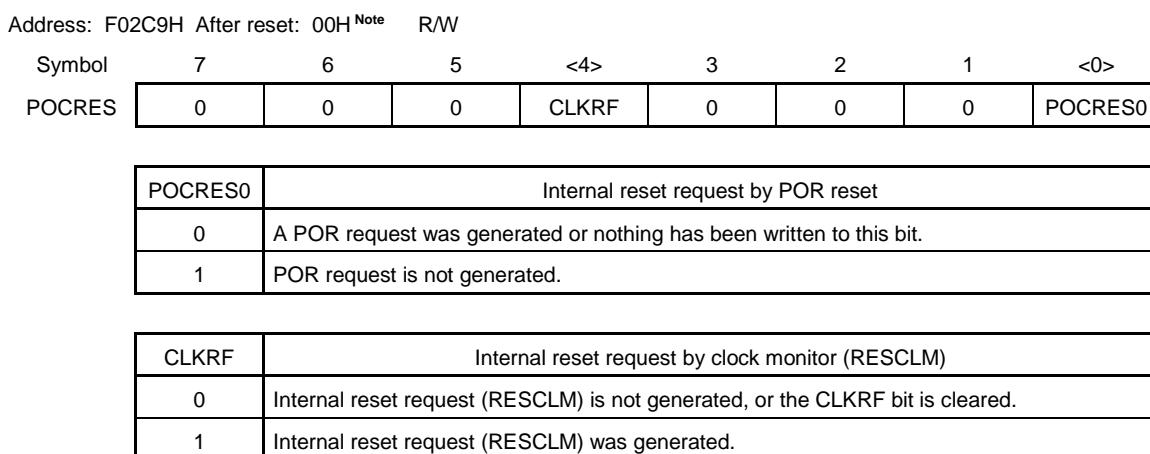 Address: F02C9H After reset: 00H Note R/W
Symbol 7 6 5 <4> 3 2 1 <0>
POCRES 0 0 0 CLKRF 0 0 0 POCRES0
POCRES0 Internal reset request by POR reset
0 A POR request was generated or nothing has been written to this bit.
1 POR request is not generated.
CLKRF Internal reset request by clock monitor (RESCLM)
0 Internal reset request (RESCLM) is not generated, or the CLKRF bit is cleared.
1 Internal reset request (RESCLM) was generated.